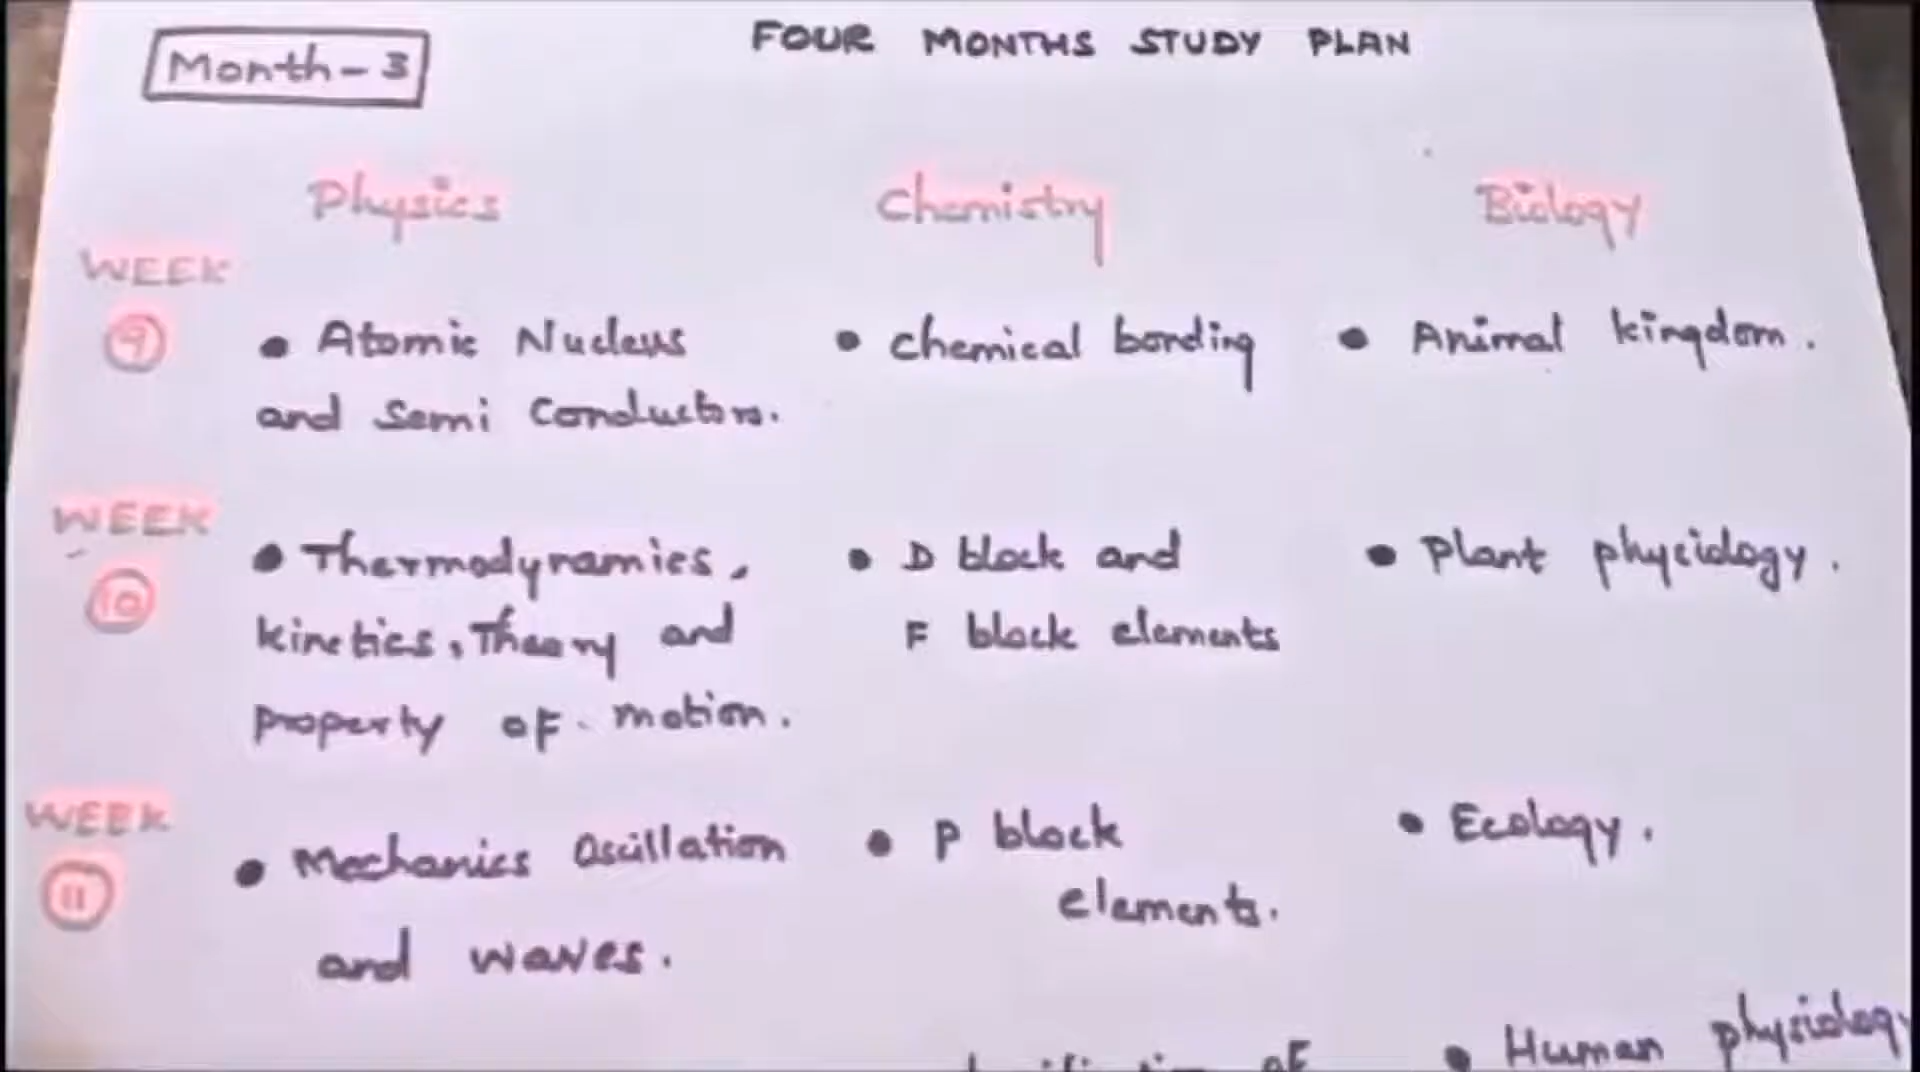 FOUR MONTHS STUDY PLAN
Month-3
Physics Chemistry Biology
WEEK
9
• Atomic Nucleus
and Semi Conductors.
• Chemical bonding
• Animal kingdom.
WEEK
10
• Thermodynamics,
kinetics, Theory and
property of motion.
• D block and
F block elements
• Plant physiology.
WEEK
11
• Mechanics Oscillation
and waves.
• P block
elements.
• Ecology.
of
• Human physiology